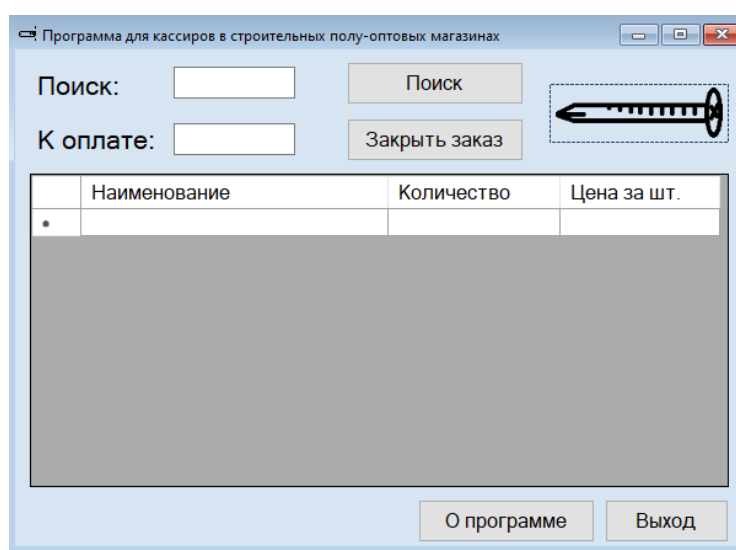 Программа для кассиров в строительных полу-оптовых магазинах
Поиск: Поиск
К оплате: Закрыть заказ
Наименование Количество Цена за шт.
*
О программе Выход